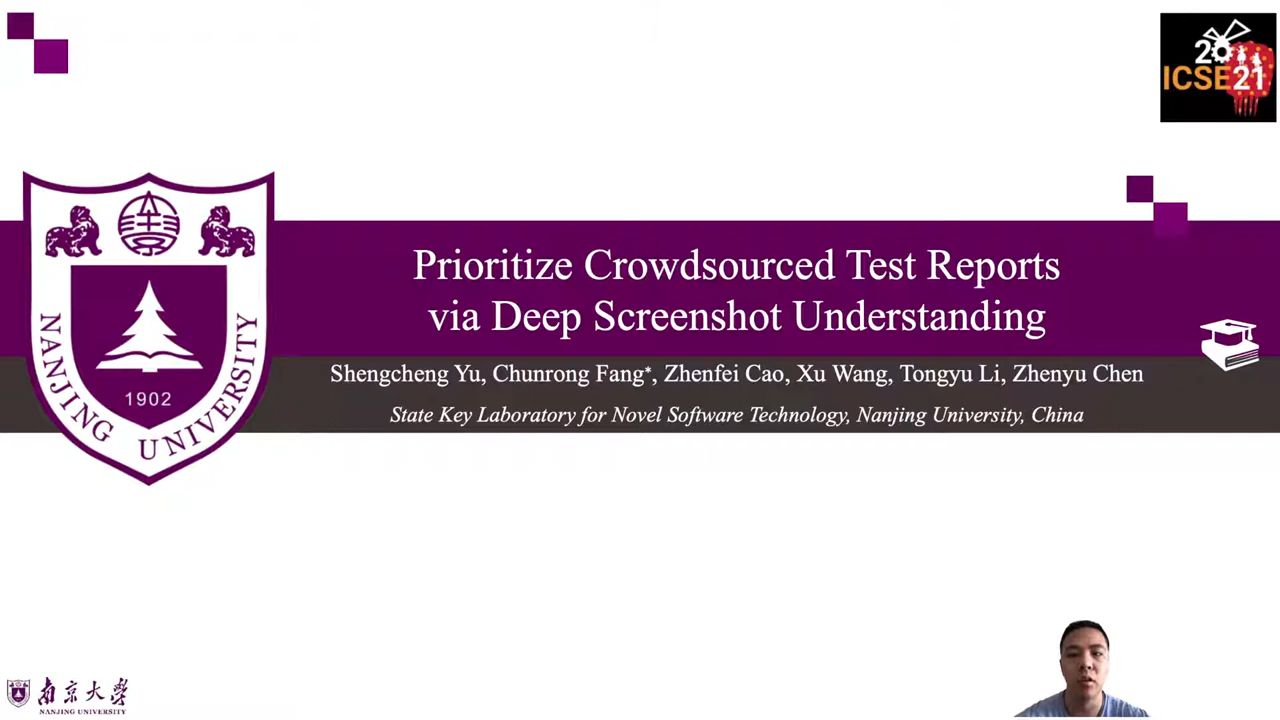 20
ICSE21
Prioritize Crowdsourced Test Reports
via Deep Screenshot Understanding
Shengcheng Yu, Chunrong Fang*, Zhenfei Cao, Xu Wang, Tongyu Li, Zhenyu Chen
State Key Laboratory for Novel Software Technology, Nanjing University, China
1902
NANJING UNIVERSITY
南京大学
NANJING UNIVERSITY